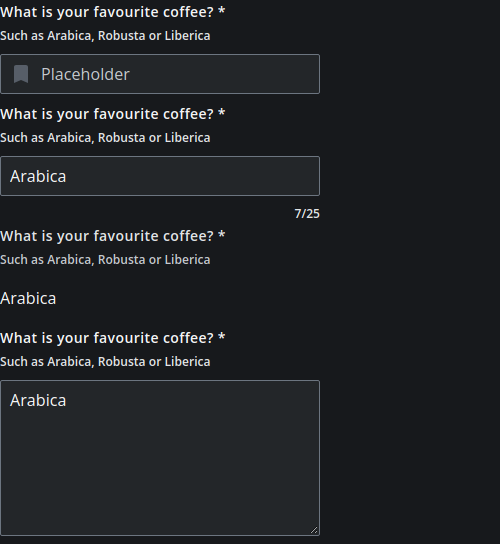 What is your favourite coffee? *
Such as Arabica, Robusta or Liberica
Placeholder
What is your favourite coffee? *
Such as Arabica, Robusta or Liberica
Arabica
7/25
What is your favourite coffee? *
Such as Arabica, Robusta or Liberica
Arabica
What is your favourite coffee? *
Such as Arabica, Robusta or Liberica
Arabica